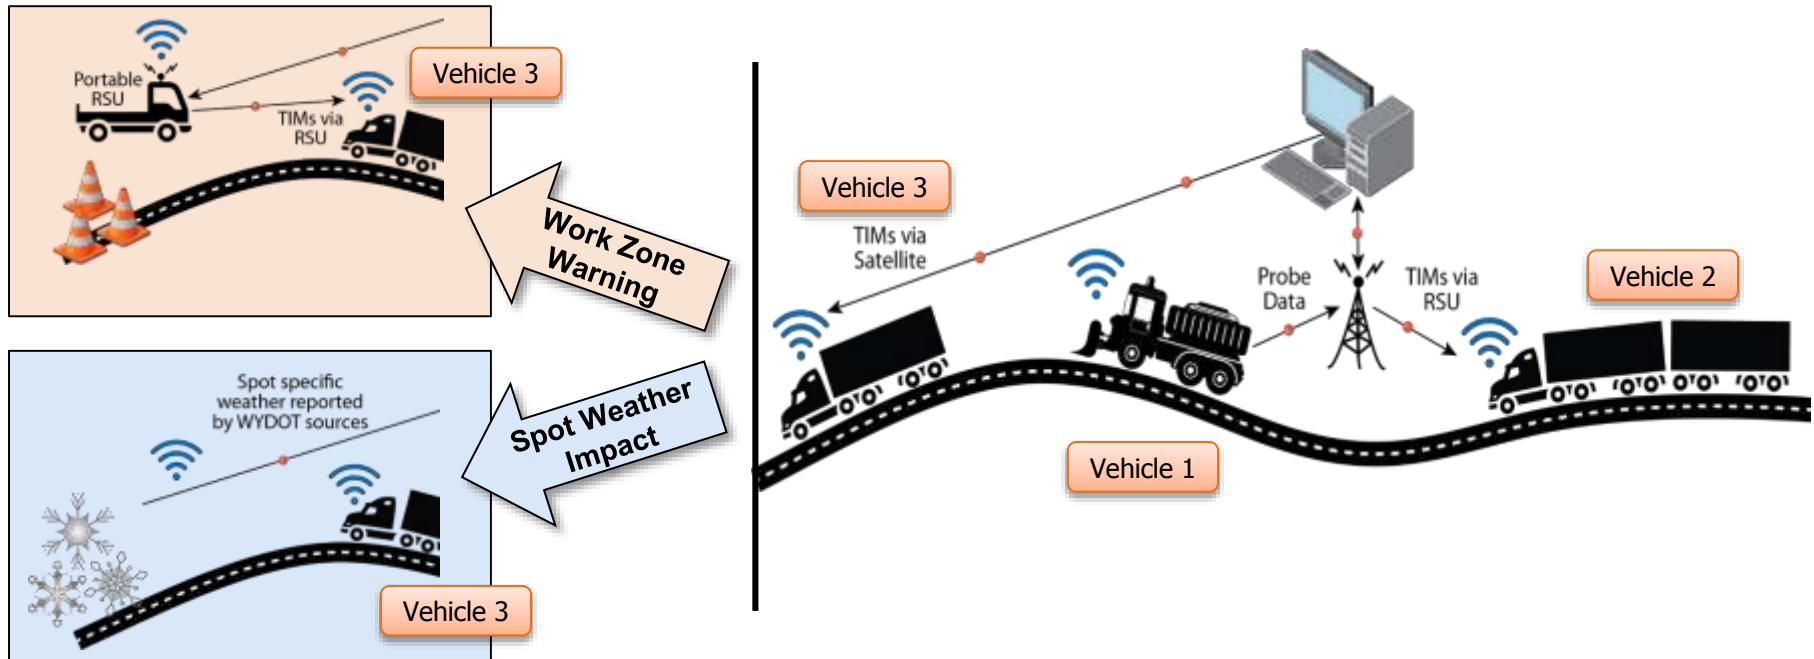 Portable
RSU
TIMs via
RSU
Vehicle 3
Work Zone
Warning
Spot specific
weather reported
by WYDOT sources
Spot Weather
Impact
Vehicle 3
Vehicle 3
TIMs via
Satellite
Probe
Data
TIMs via
RSU
Vehicle 2
Vehicle 1